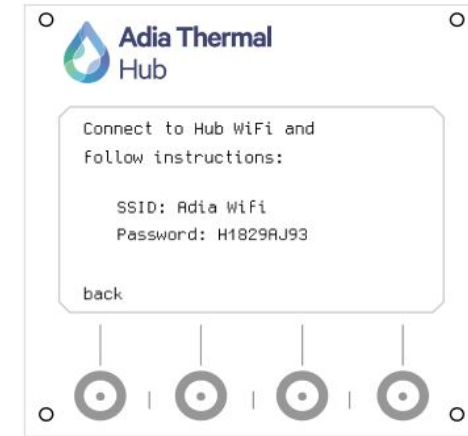 Adia Thermal
Hub
Connect to Hub WiFi and
follow instructions:
SSID: Adia Wifi
Password: H1829AJ93
back